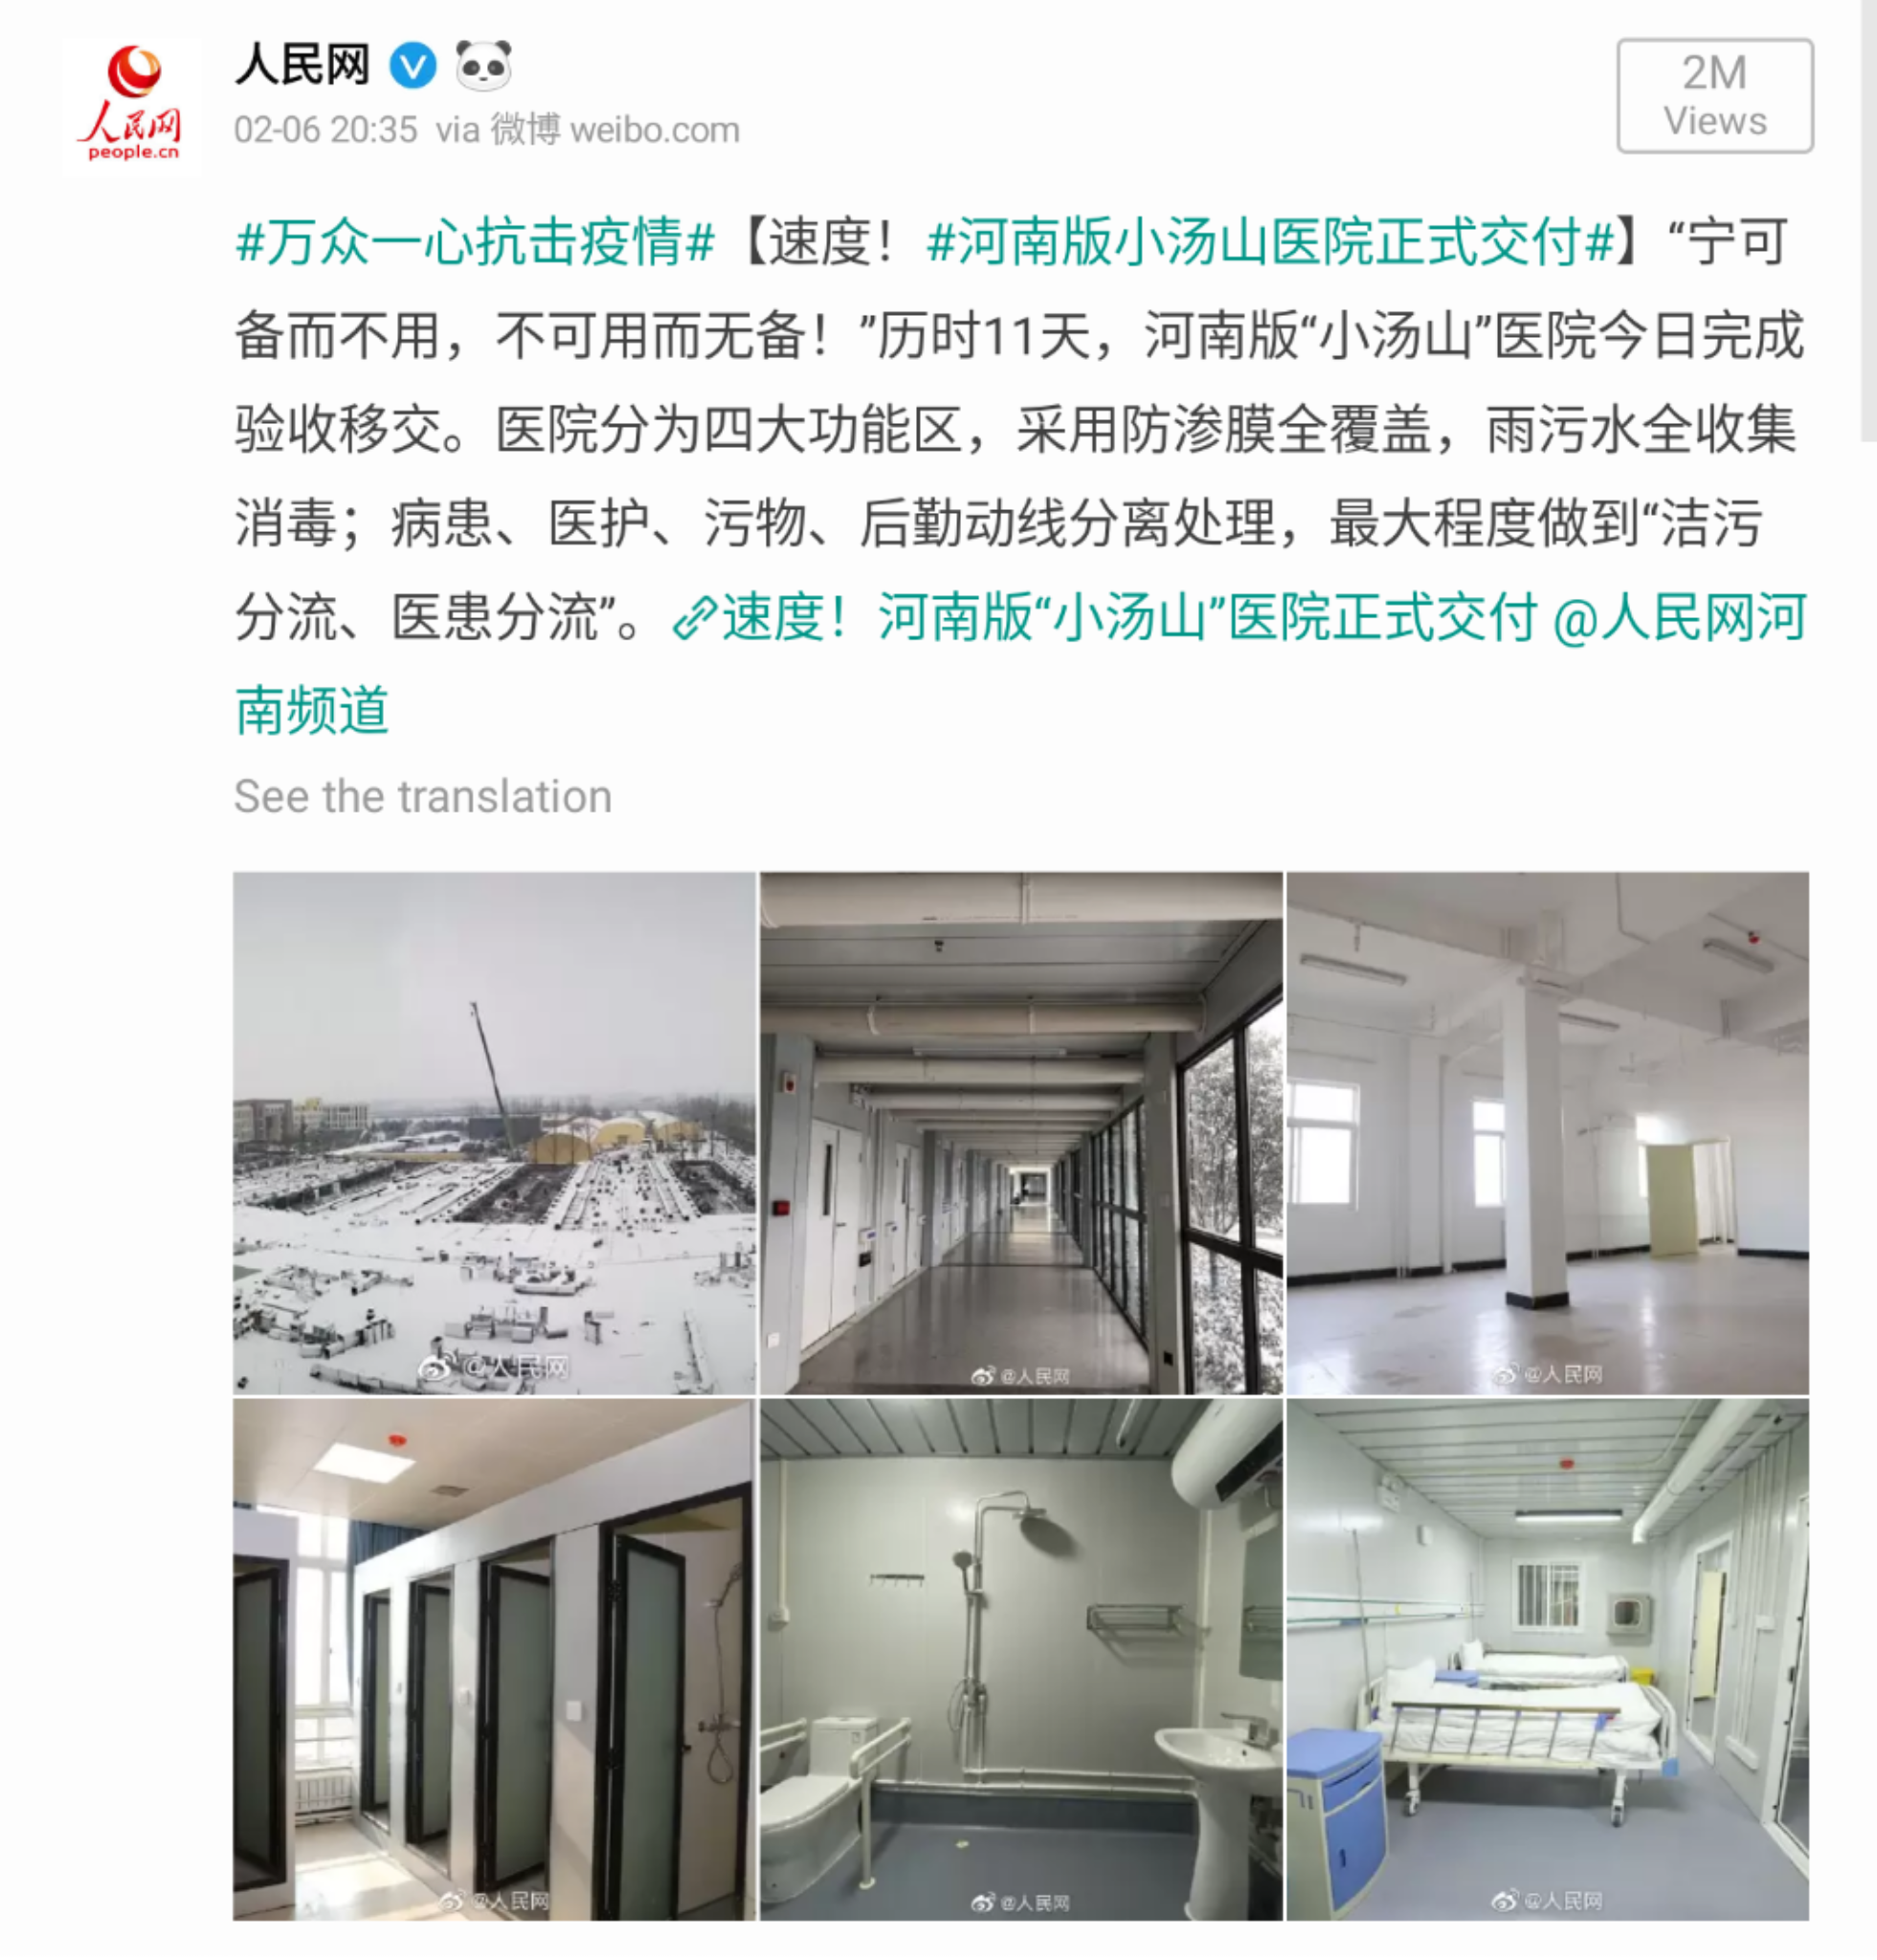 人民网
人民网
people.cn
02-06 20:35 via 微博 weibo.com
2M
Views
#万众一心抗击疫情#【速度！#河南版小汤山医院正式交付#】“宁可
备而不用，不可用而无备！”历时11天，河南版“小汤山”医院今日完成
验收移交。医院分为四大功能区，采用防渗膜全覆盖，雨污水全收集
消毒；病患、医护、污物、后勤动线分离处理，最大程度做到“洁污
分流、医患分流”。速度！河南版“小汤山”医院正式交付 @人民网河
南频道
See the translation
@人民网
@人民网
@人民网
@人民网
@人民网
@人民网